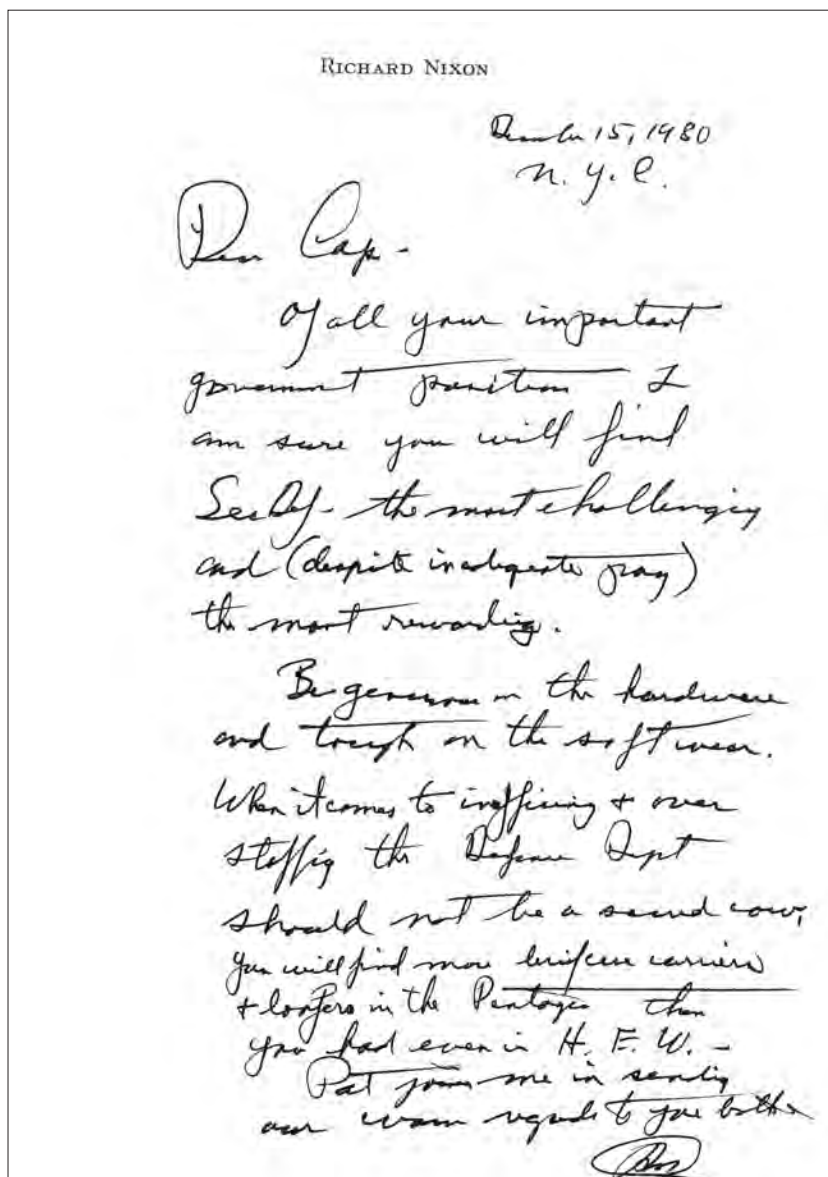 RICHARD NIXON
December 15, 1980
N.Y.C.
Dear Cap -
Of all your important
government positions I
am sure you will find
SecDef - the most challenging
and (despite inadequate pay)
the most rewarding.
Be generous on the hardware
and tough on the softwear.
When it comes to & over
staffing the Defense Dept
should not be a sacred cow,
You will find more briefcase carriers
& loafers in the Pentagon than
you had even in H.E.W. -
Pat joins me in sending
our warm regards to you both